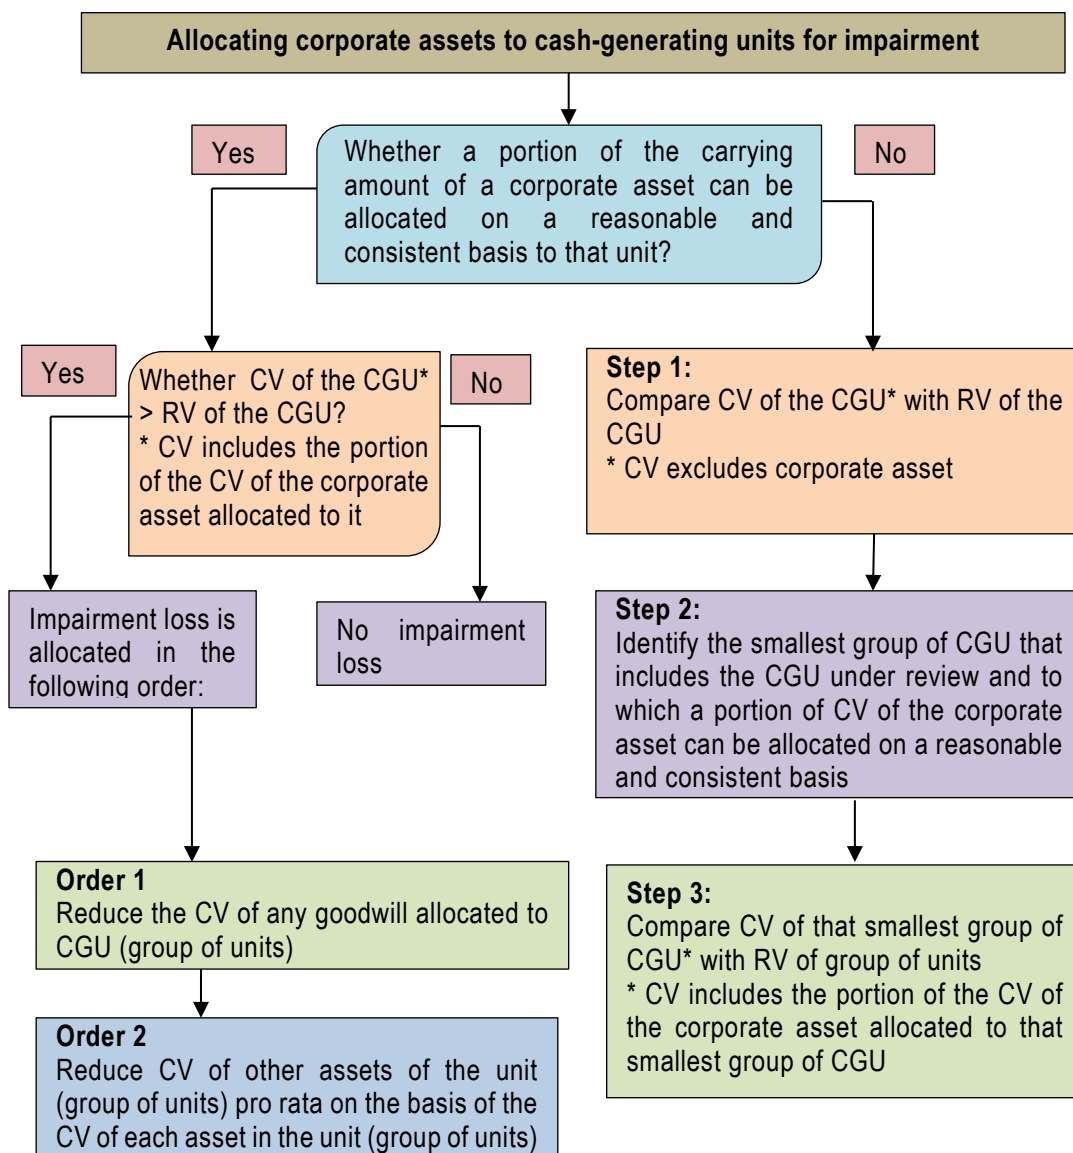 Allocating corporate assets to cash-generating units for impairment
Yes
Whether a portion of the carrying
amount of a corporate asset can be
allocated on a reasonable and
consistent basis to that unit?
No
Yes
Whether CV of the CGU*
> RV of the CGU?
* CV includes the portion
of the CV of the corporate
asset allocated to it
No
Step 1:
Compare CV of the CGU* with RV of the
CGU
* CV excludes corporate asset
Impairment loss is
allocated in the
following order:
No impairment
loss
Step 2:
Identify the smallest group of CGU that
includes the CGU under review and to
which a portion of CV of the corporate
asset can be allocated on a reasonable
and consistent basis
Order 1
Reduce the CV of any goodwill allocated to
CGU (group of units)
Step 3:
Compare CV of that smallest group of
CGU* with RV of group of units
* CV includes the portion of the CV of
the corporate asset allocated to that
smallest group of CGU
Order 2
Reduce CV of other assets of the unit
(group of units) pro rata on the basis of the
CV of each asset in the unit (group of units)